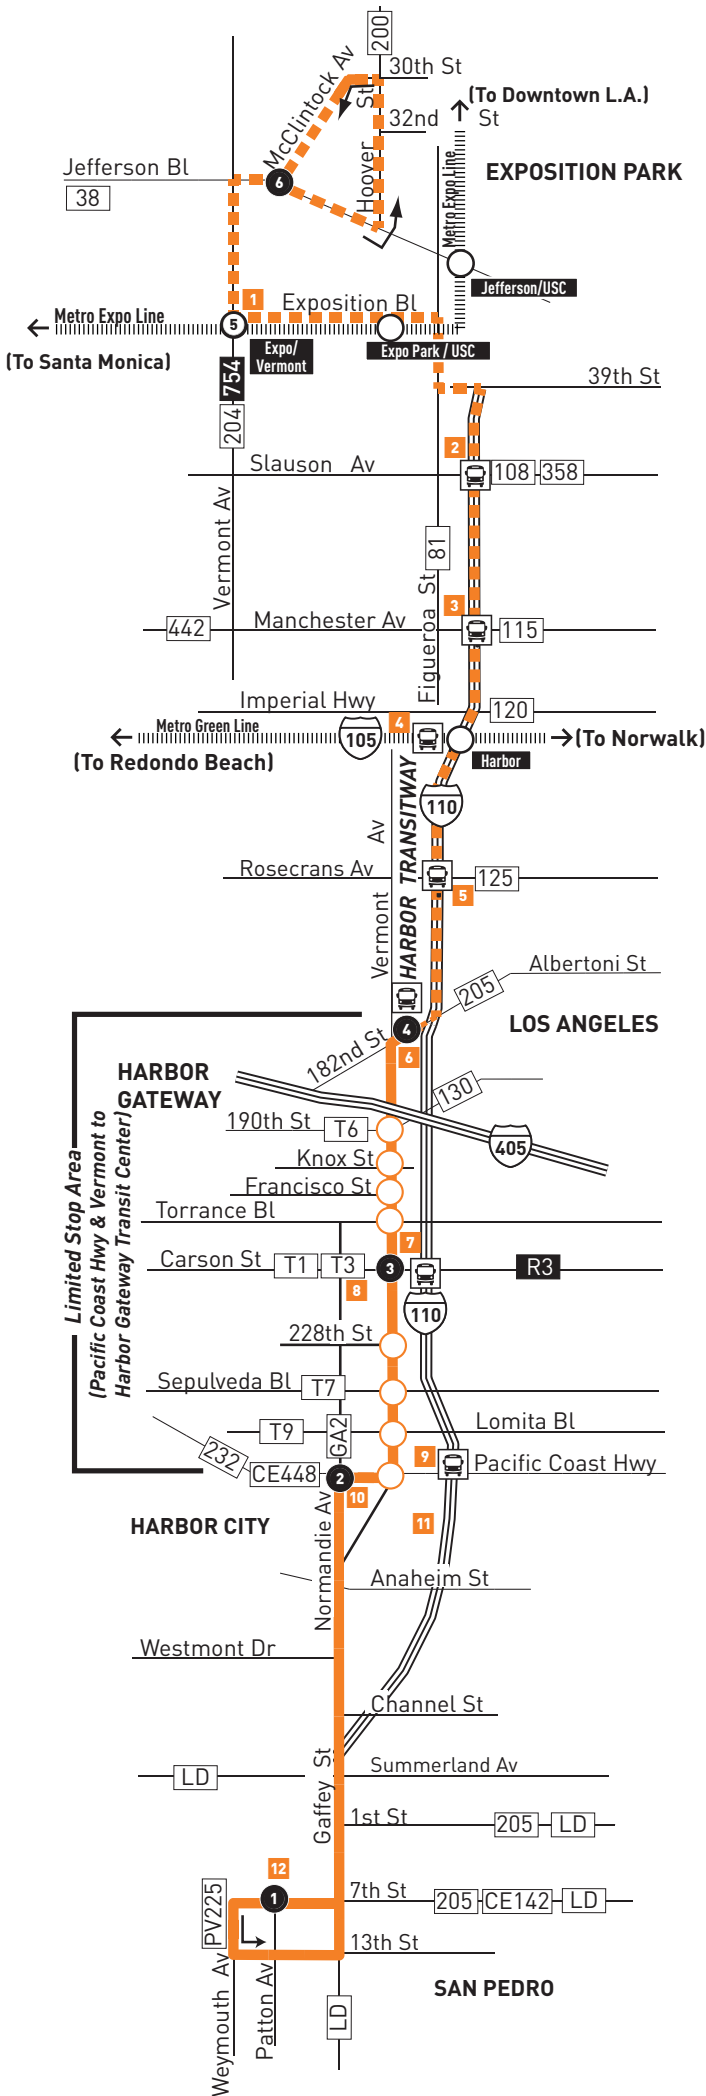 200
McClintock Av
30th St
(To Downtown L.A.)
32nd St
Hoover St
Jefferson Bl
38
6
EXPOSITION PARK
Metro Expo Line
Jefferson/USC
1
Exposition Bl
Metro Expo Line
5
(To Santa Monica)
Expo/
Vermont
Expo Park / USC
754
204
39th St
2
Slauson Av
108
358
Vermont Av
81
Figueroa St
3
Manchester Av
442
115
Imperial Hwy
120
4
Metro Green Line
105
(To Norwalk)
(To Redondo Beach)
Harbor
110
Vermont Av
HARBOR TRANSITWAY
Rosecrans Av
125
5
Albertoni St
205
4
LOS ANGELES
182nd St
6
HARBOR
GATEWAY
130
190th St
T6
405
Knox St
Francisco St
Torrance Bl
Limited Stop Area
(Pacific Coast Hwy & Vermont to
Harbor Gateway Transit Center)
7
Carson St
T1
T3
3
R3
8
110
228th St
Sepulveda Bl
T7
Lomita Bl
T9
GA2
232
CE448
2
9
Pacific Coast Hwy
10
HARBOR CITY
11
Normandie Av
Anaheim St
Westmont Dr
Channel St
Gaffey St
Summerland Av
LD
1st St
205
LD
12
PV225
1
7th St
205
CE142
LD
13th St
Weymouth Av
Patton Av
SAN PEDRO
LD